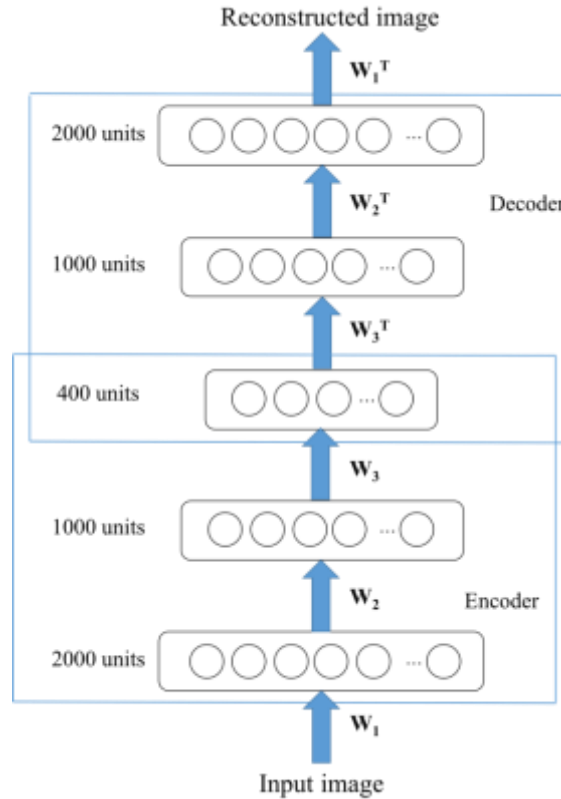 Reconstructed image
W₁ᵀ
2000 units
...
W₂ᵀ
Decoder
1000 units
...
W₃ᵀ
400 units
...
W₃
1000 units
...
W₂
Encoder
2000 units
...
W₁
Input image